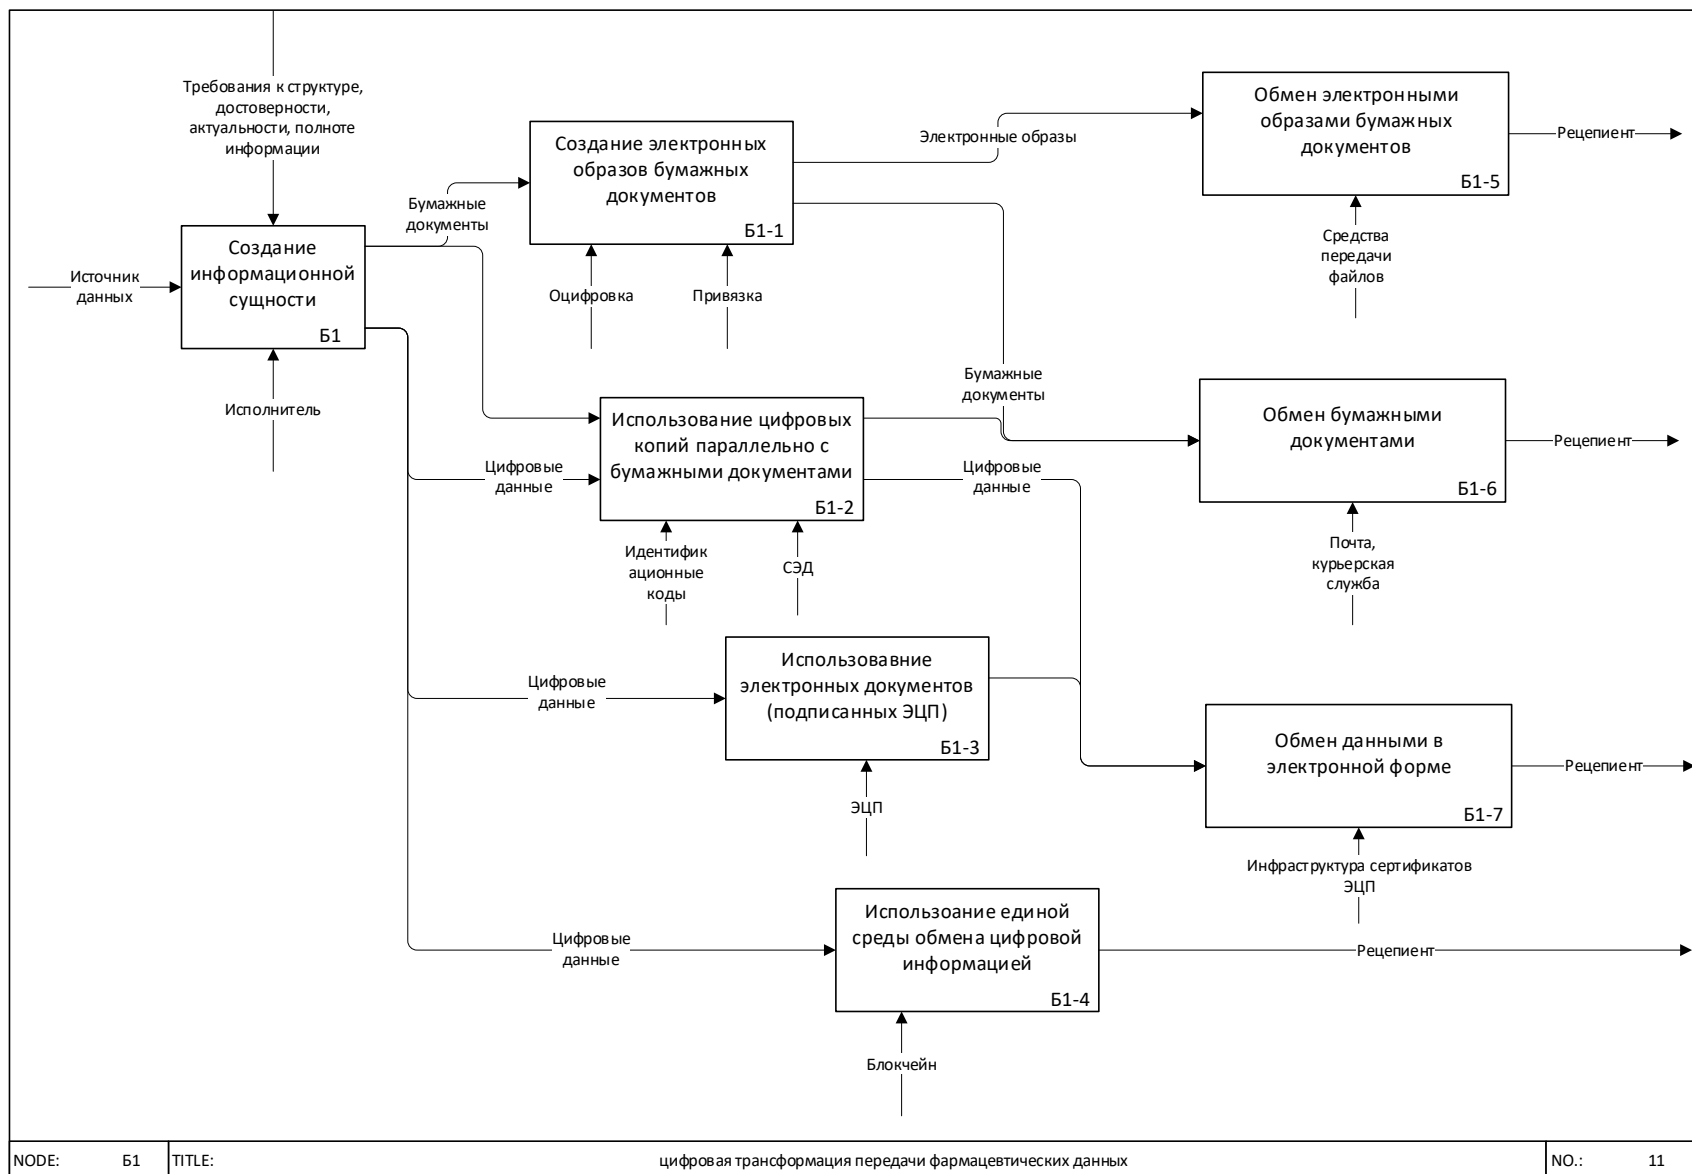 Требования к структуре,
достоверности,
актуальности, полноте
информации
Источник
данных
Создание
информационной
сущности
Б1
Исполнитель
Бумажные
документы
Создание электронных
образов бумажных
документов
Б1-1
Оцифровка
Привязка
Электронные образы
Обмен электронными
образами бумажных
документов
Б1-5
Рецепиент
Средства
передачи
файлов
Бумажные
документы
Использование цифровых
копий параллельно с
бумажными документами
Б1-2
Цифровые
данные
Идентифик
ационные
коды
СЭД
Цифровые
данные
Обмен бумажными
документами
Б1-6
Рецепиент
Почта,
курьерская
служба
Цифровые
данные
Использовавние
электронных документов
(подписанных ЭЦП)
Б1-3
ЭЦП
Обмен данными в
электронной форме
Б1-7
Рецепиент
Инфраструктура сертификатов
ЭЦП
Цифровые
данные
Использоание единой
среды обмена цифровой
информацией
Б1-4
Рецепиент
Блокчейн
NODE: Б1 TITLE: цифровая трансформация передачи фармацевтических данных NO.: 11